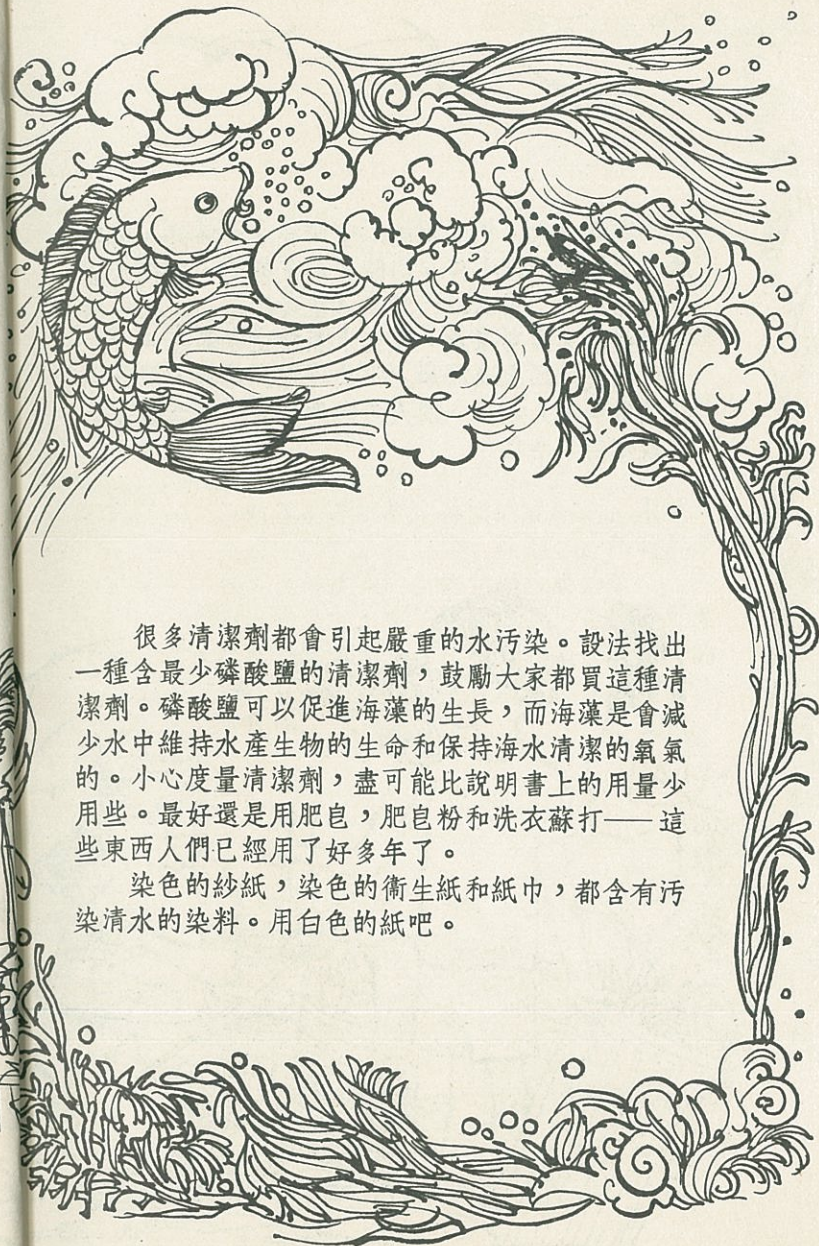 很多清潔劑都會引起嚴重的水污染。設法找出
一種含最少磷酸鹽的清潔劑，鼓勵大家都買這種清
潔劑。磷酸鹽可以促進海藻的生長，而海藻是會減
少水中維持水產生物的生命和保持海水清潔的氧氣
的。小心度量清潔劑，盡可能比說明書上的用量少
用些。最好還是用肥皂，肥皂粉和洗衣蘇打——這
些東西人們已經用了好多年了。
染色的紗紙，染色的衞生紙和紙巾，都含有污
染清水的染料。用白色的紙吧。